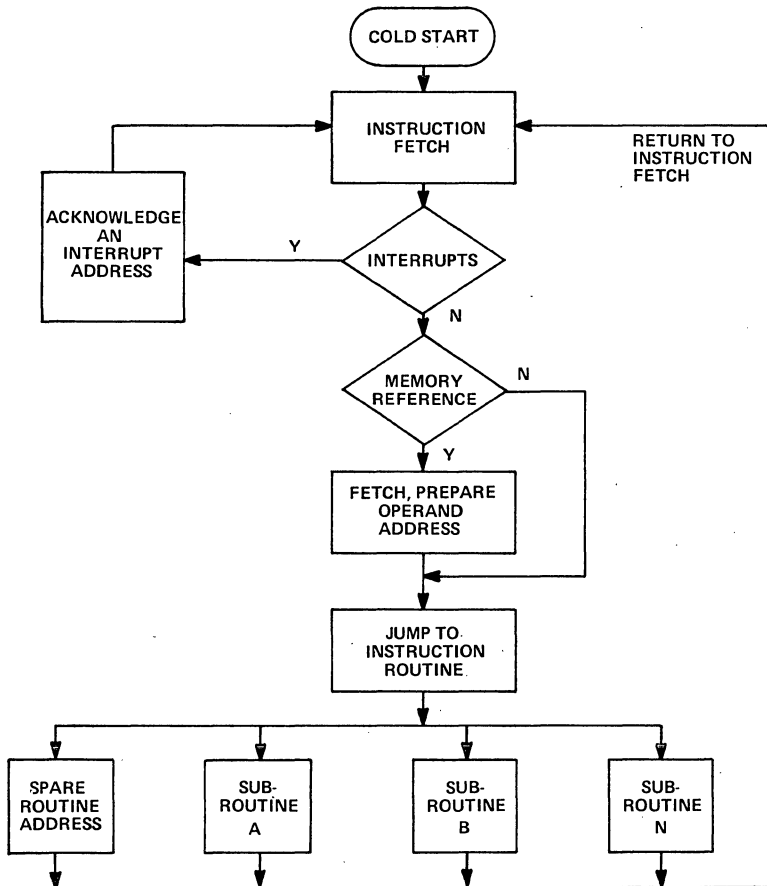 COLD START
INSTRUCTION
FETCH
RETURN TO
INSTRUCTION
FETCH
ACKNOWLEDGE
AN
INTERRUPT
ADDRESS
Y
INTERRUPTS
N
MEMORY
REFERENCE
N
Y
FETCH, PREPARE
OPERAND
ADDRESS
JUMP TO
INSTRUCTION
ROUTINE
SPARE
ROUTINE
ADDRESS
SUB-
ROUTINE
A
SUB-
ROUTINE
B
SUB-
ROUTINE
N